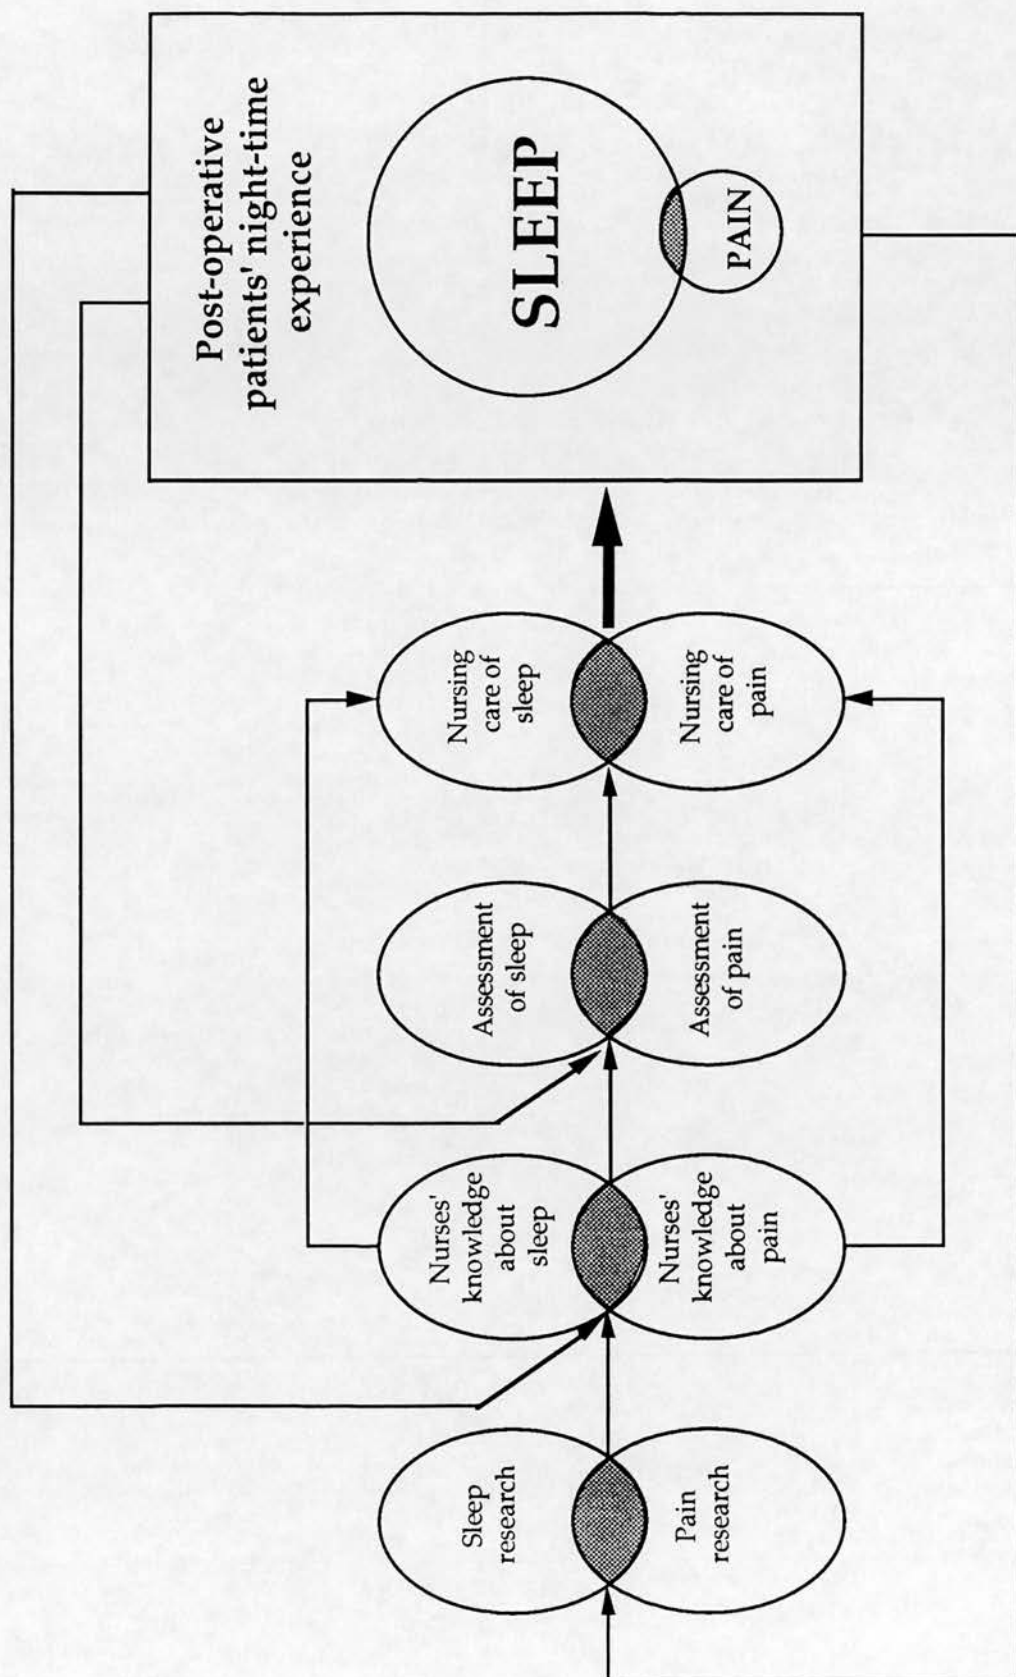 Sleep
research
Pain
research
Nurses'
knowledge
about
sleep
Nurses'
knowledge
about
pain
Assessment
of sleep
Assessment
of pain
Nursing
care of
sleep
Nursing
care of
pain
Post-operative
patients' night-time
experience
SLEEP
PAIN